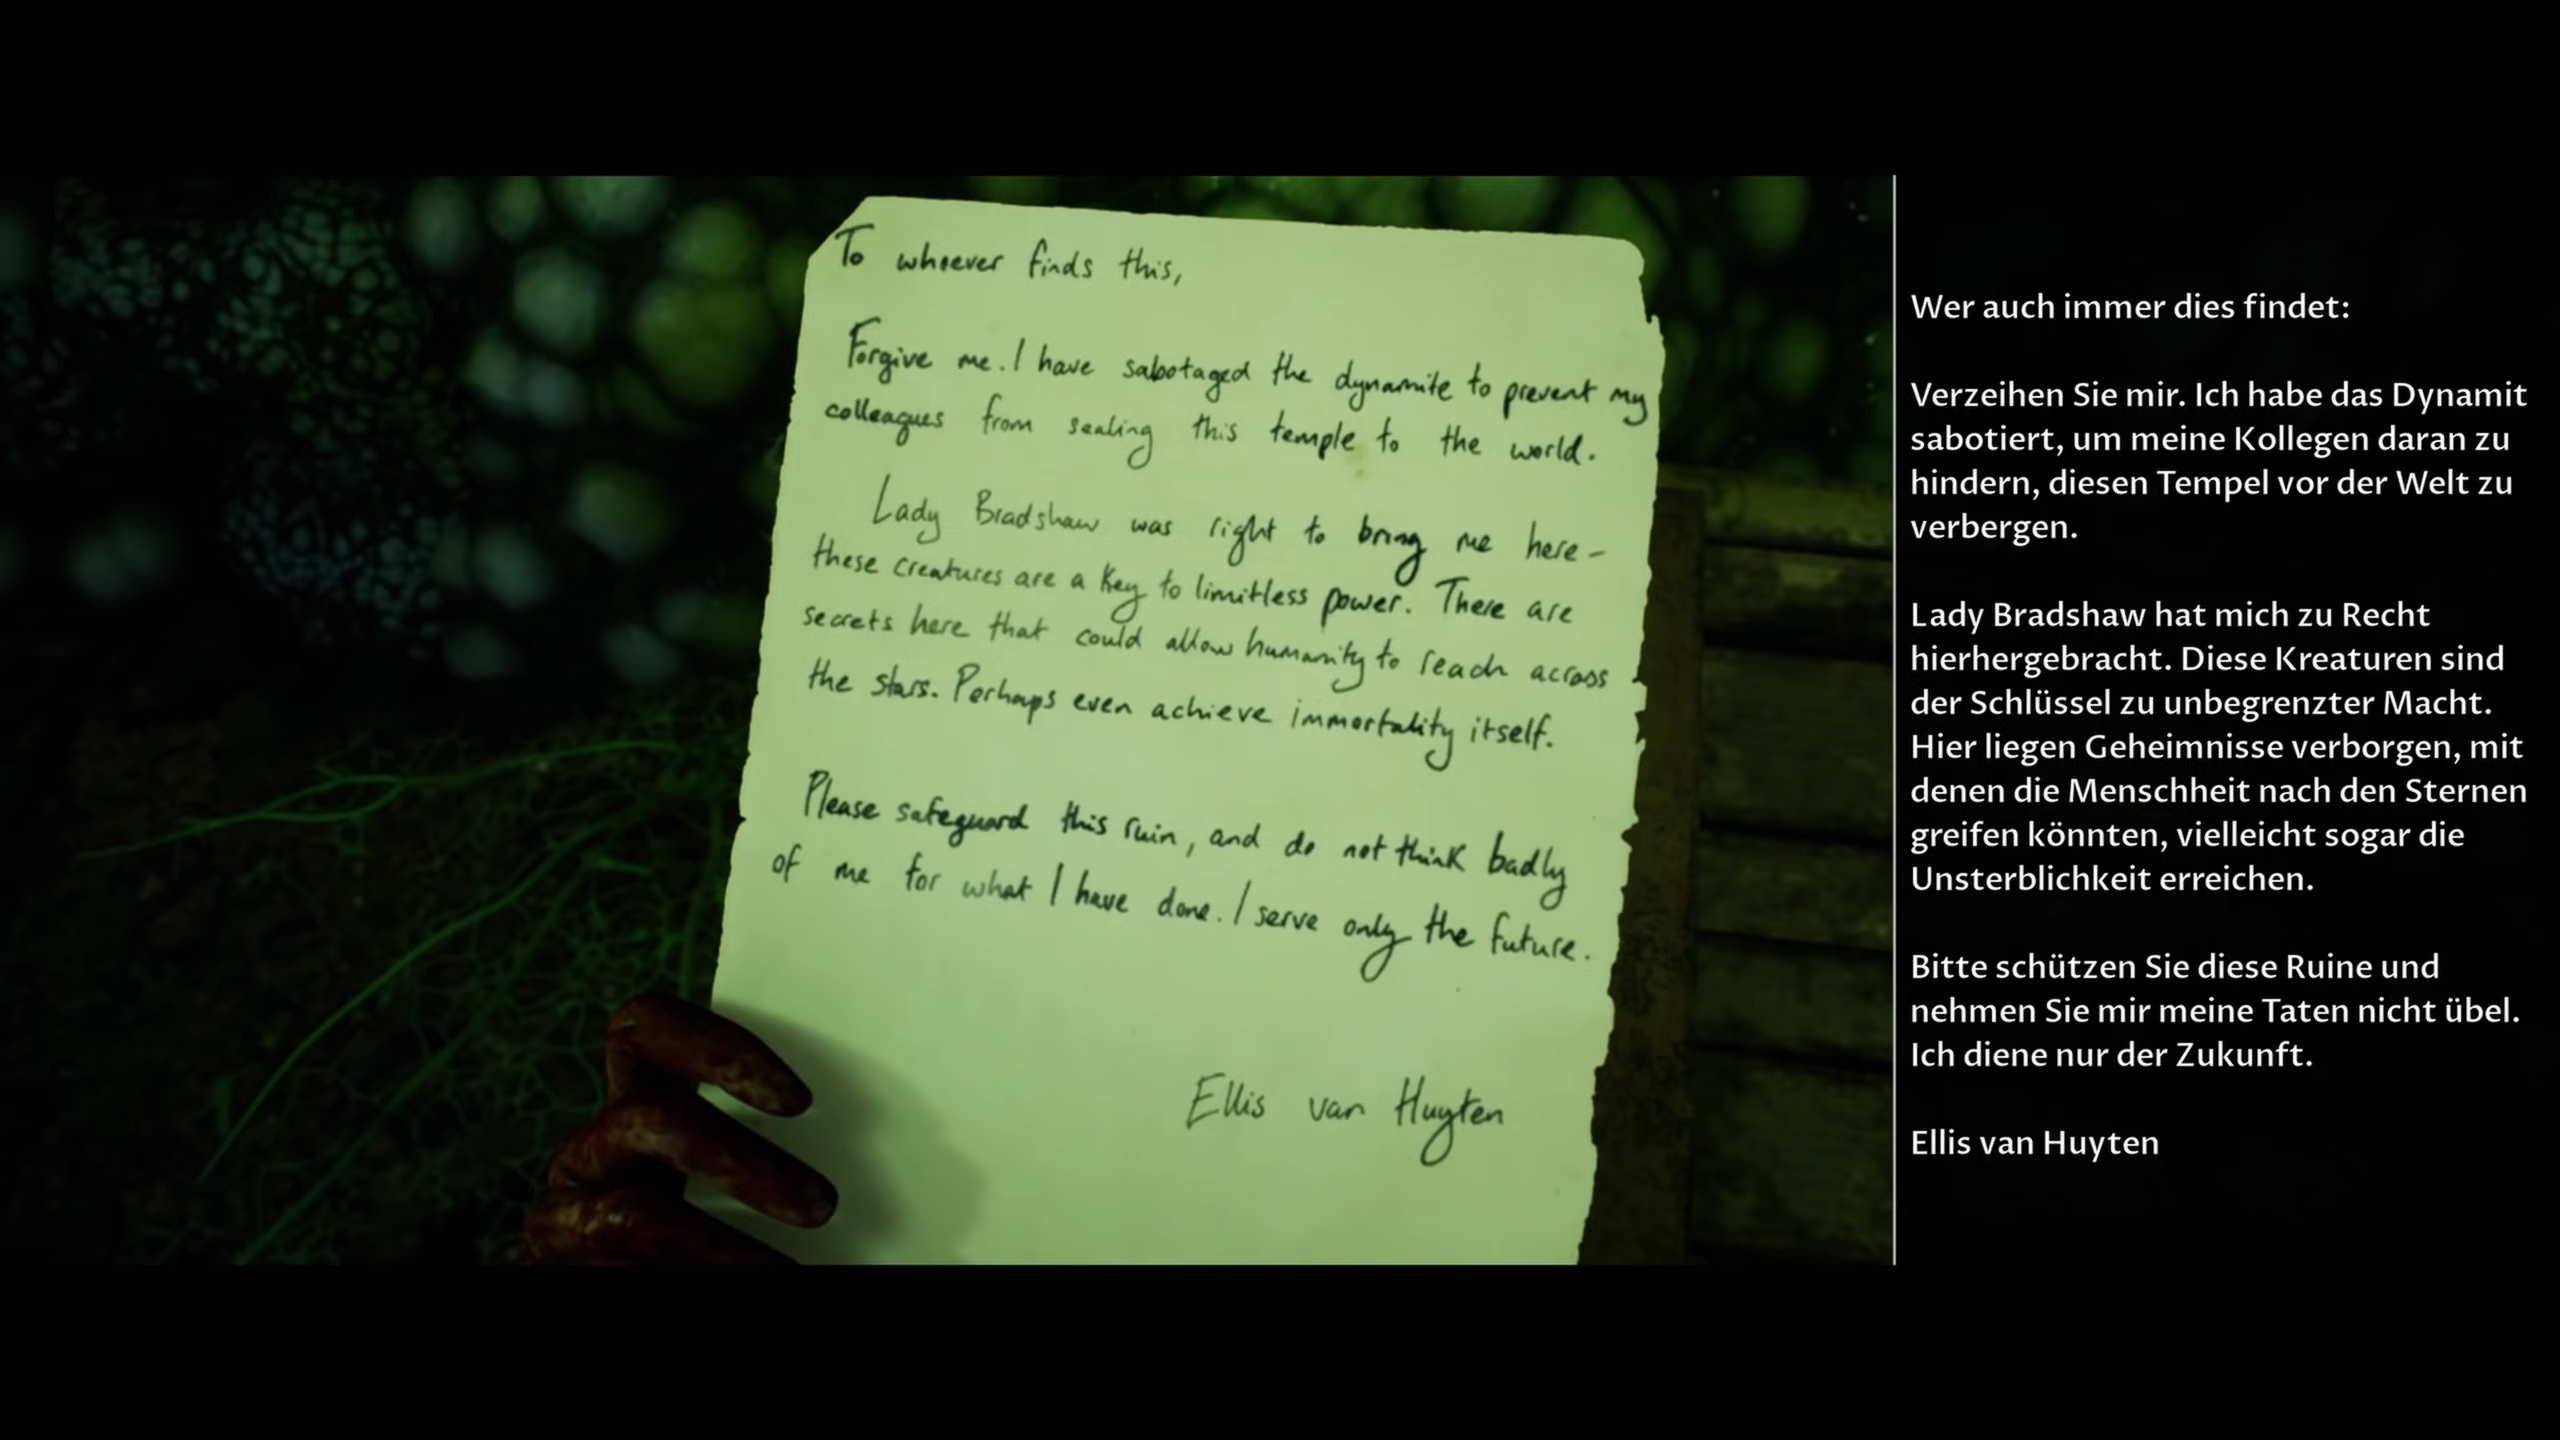 To whoever finds this,
Forgive me. I have sabotaged the dynamite to prevent my
colleagues from sealing this temple to the world.
Lady Bradshaw was right to bring me here -
these creatures are a key to limitless power. There are
secrets here that could allow humanity to reach across
the stars. Perhaps even achieve immortality itself.
Please safeguard this ruin, and do not think badly
of me for what I have done. I serve only the future.
Ellis van Huyten
Wer auch immer dies findet:
Verzeihen Sie mir. Ich habe das Dynamit
sabotiert, um meine Kollegen daran zu
hindern, diesen Tempel vor der Welt zu
verbergen.
Lady Bradshaw hat mich zu Recht
hierhergebracht. Diese Kreaturen sind
der Schlüssel zu unbegrenzter Macht.
Hier liegen Geheimnisse verborgen, mit
denen die Menschheit nach den Sternen
greifen könnten, vielleicht sogar die
Unsterblichkeit erreichen.
Bitte schützen Sie diese Ruine und
nehmen Sie mir meine Taten nicht übel.
Ich diene nur der Zukunft.
Ellis van Huyten